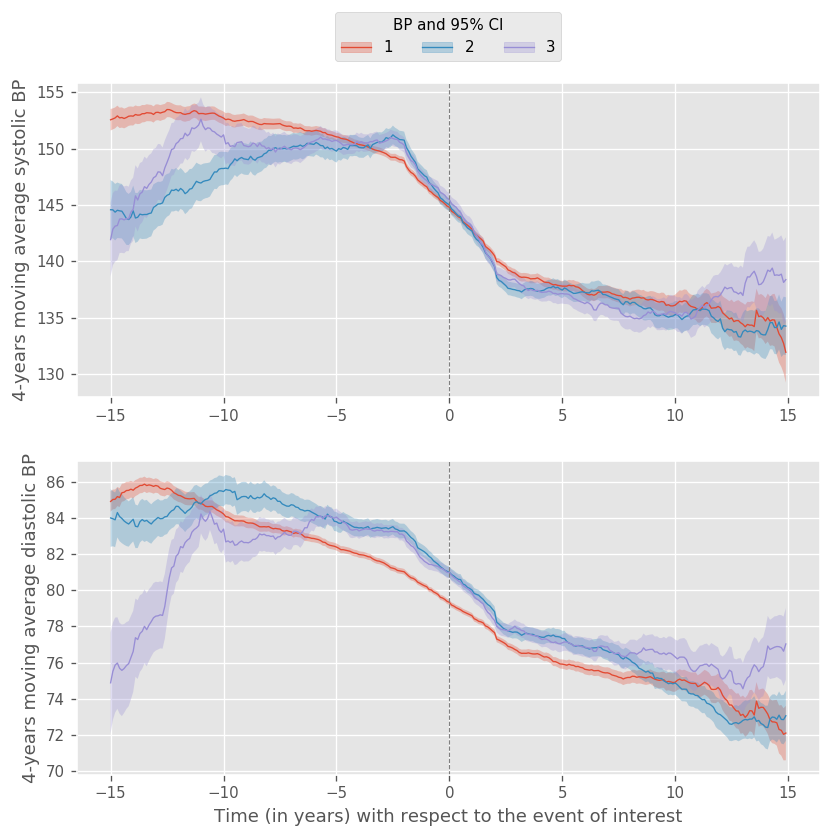 BP and 95% CI
1 2 3
4-years moving average systolic BP
155
150
145
140
135
130
−15 −10 −5 0 5 10 15
4-years moving average diastolic BP
86
84
82
80
78
76
74
72
70
−15 −10 −5 0 5 10 15
Time (in years) with respect to the event of interest